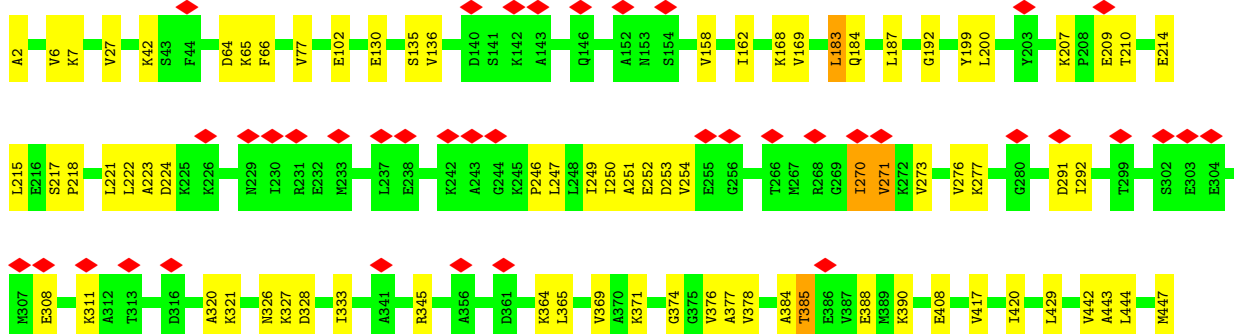 A2 V6 K7 V27 K42 S43 F44 D64 K65 F66 V77 E102 E130 S135 V136 D140 S141 K142 A143 Q146 A152 N153 S154 V158 I162 K168 V169 L183 Q184 L187 G192 Y199 L200 Y203 K207 P208 E209 T210 E214
L215 E216 S217 P218 L221 L222 A223 D224 K225 K226 N229 I230 R231 E232 M233 L237 E238 K242 A243 G244 K245 P246 L247 L248 I249 I250 A251 E252 D253 V254 E255 G256 T266 M267 R268 G269 I270 V271 K272 V273 V276 K277 G280 D291 I292 T299 S302 E303 E304
M307 E308 K311 A312 T313 D316 A320 K321 N326 K327 D328 I333 A341 R345 A356 D361 K364 L365 V369 A370 K371 G374 G375 V376 A377 V378 A384 T385 E386 V387 E388 M389 K390 E408 V417 I420 L429 V442 A443 L444 M447